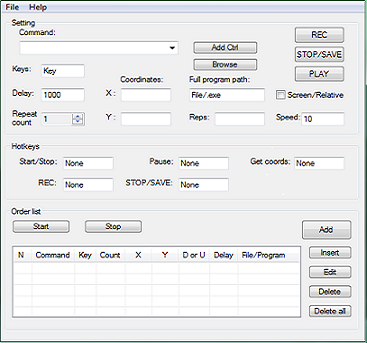 File Help
Setting
Command:
Add Ctrl
REC
Browse
STOP/SAVE
Keys: Key
Coordinates: Full program path:
PLAY
Delay: 1000 X : File/.exe Screen/Relative
Repeat count 1 Y : Reps: Speed: 10
Hotkeys
Start/Stop: None Pause: None Get coords: None
REC: None STOP/SAVE: None
Order list
Start Stop Add
N Command Key Count X Y D or U Delay File/Program
Insert
Edit
Delete
Delete all